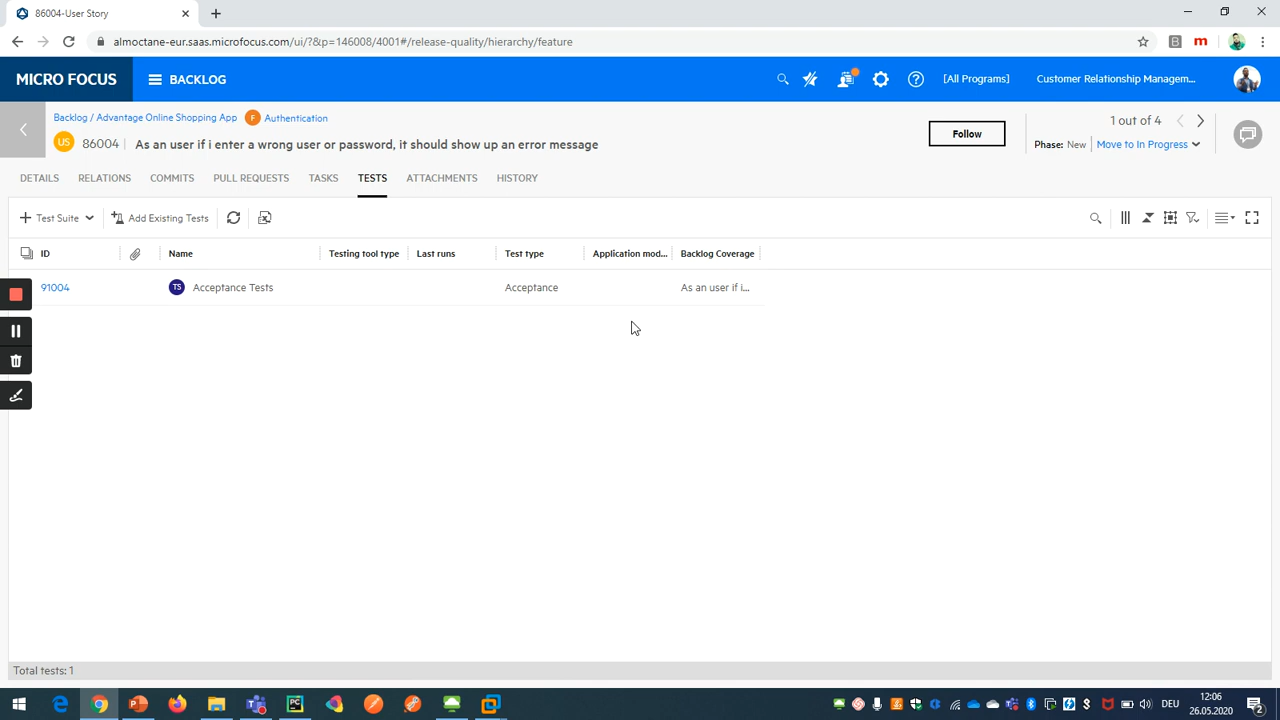 86004-User Story
almoctane-eur.saas.microfocus.com/ui/?&p=146008/4001#/release-quality/hierarchy/feature
MICRO FOCUS
BACKLOG
[All Programs]
Customer Relationship Managem...
Backlog / Advantage Online Shopping App
F
Authentication
US
86004
As an user if i enter a wrong user or password, it should show up an error message
Follow
1 out of 4
Phase: New
Move to In Progress
DETAILS
RELATIONS
COMMITS
PULL REQUESTS
TASKS
TESTS
ATTACHMENTS
HISTORY
Test Suite
Add Existing Tests
ID
Name
Testing tool type
Last runs
Test type
Application mod...
Backlog Coverage
91004
TS
Acceptance Tests
Acceptance
As an user if i...
Total tests: 1
DEU
12:06
26.05.2020
2